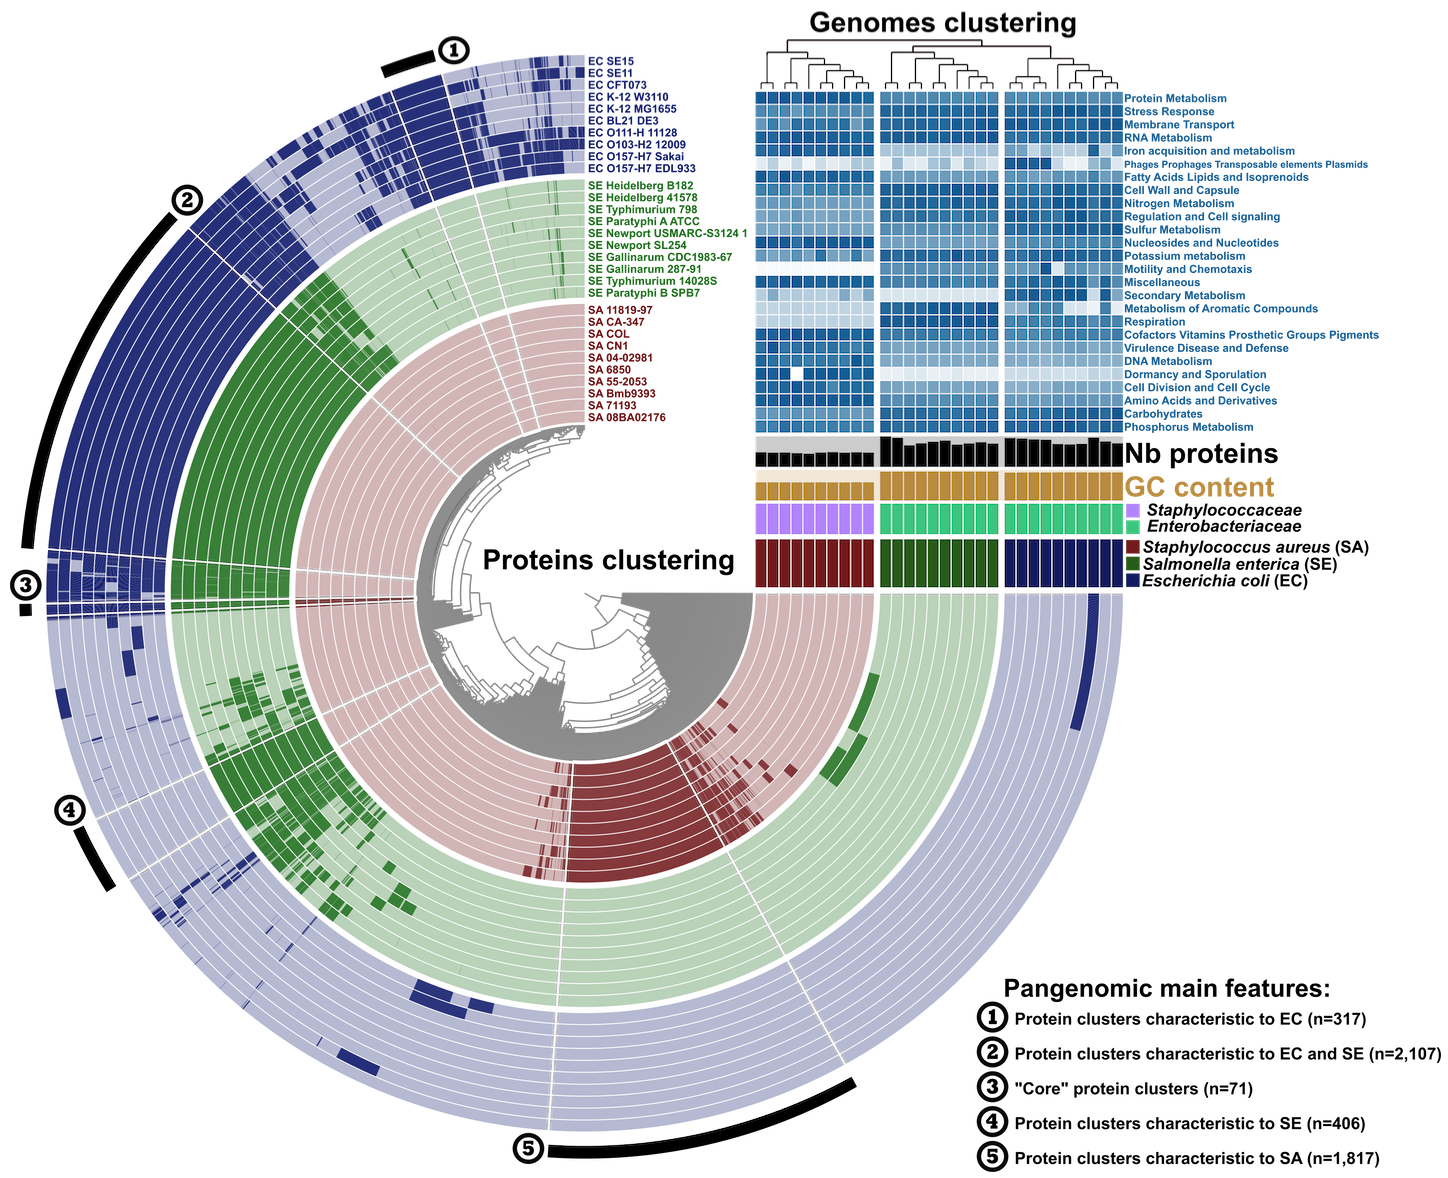 Genomes clustering
1
EC SE15
EC SE11
EC CFT073
EC K-12 W3110
EC K-12 MG1655
EC BL21 DE3
EC O111-H 11128
EC O103-H2 12009
EC O157-H7 Sakai
EC O157-H7 EDL933
SE Heidelberg B182
SE Heidelberg 41578
SE Typhimurium 798
SE Paratyphi A ATCC
SE Newport USMARC-S3124 1
SE Newport SL254
SE Gallinarum CDC1983-67
SE Gallinarum 287-91
SE Typhimurium 14028S
SE Paratyphi B SPB7
SA 11819-97
SA CA-347
SA COL
SA CN1
SA 04-02981
SA 6850
SA 55-2053
SA Bmb9393
SA 71193
SA 08BA02176
Protein Metabolism
Stress Response
Membrane Transport
RNA Metabolism
Iron acquisition and metabolism
Phages Prophages Transposable elements Plasmids
Fatty Acids Lipids and Isoprenoids
Cell Wall and Capsule
Nitrogen Metabolism
Regulation and Cell signaling
Sulfur Metabolism
Nucleosides and Nucleotides
Potassium metabolism
Motility and Chemotaxis
Miscellaneous
Secondary Metabolism
Metabolism of Aromatic Compounds
Respiration
Cofactors Vitamins Prosthetic Groups Pigments
Virulence Disease and Defense
DNA Metabolism
Dormancy and Sporulation
Cell Division and Cell Cycle
Amino Acids and Derivatives
Carbohydrates
Phosphorus Metabolism
Nb proteins
GC content
Staphylococcaceae
Enterobacteriaceae
Staphylococcus aureus (SA)
Salmonella enterica (SE)
Escherichia coli (EC)
2
Proteins clustering
3
4
5
Pangenomic main features:
1 Protein clusters characteristic to EC (n=317)
2 Protein clusters characteristic to EC and SE (n=2,107)
3 "Core" protein clusters (n=71)
4 Protein clusters characteristic to SE (n=406)
5 Protein clusters characteristic to SA (n=1,817)